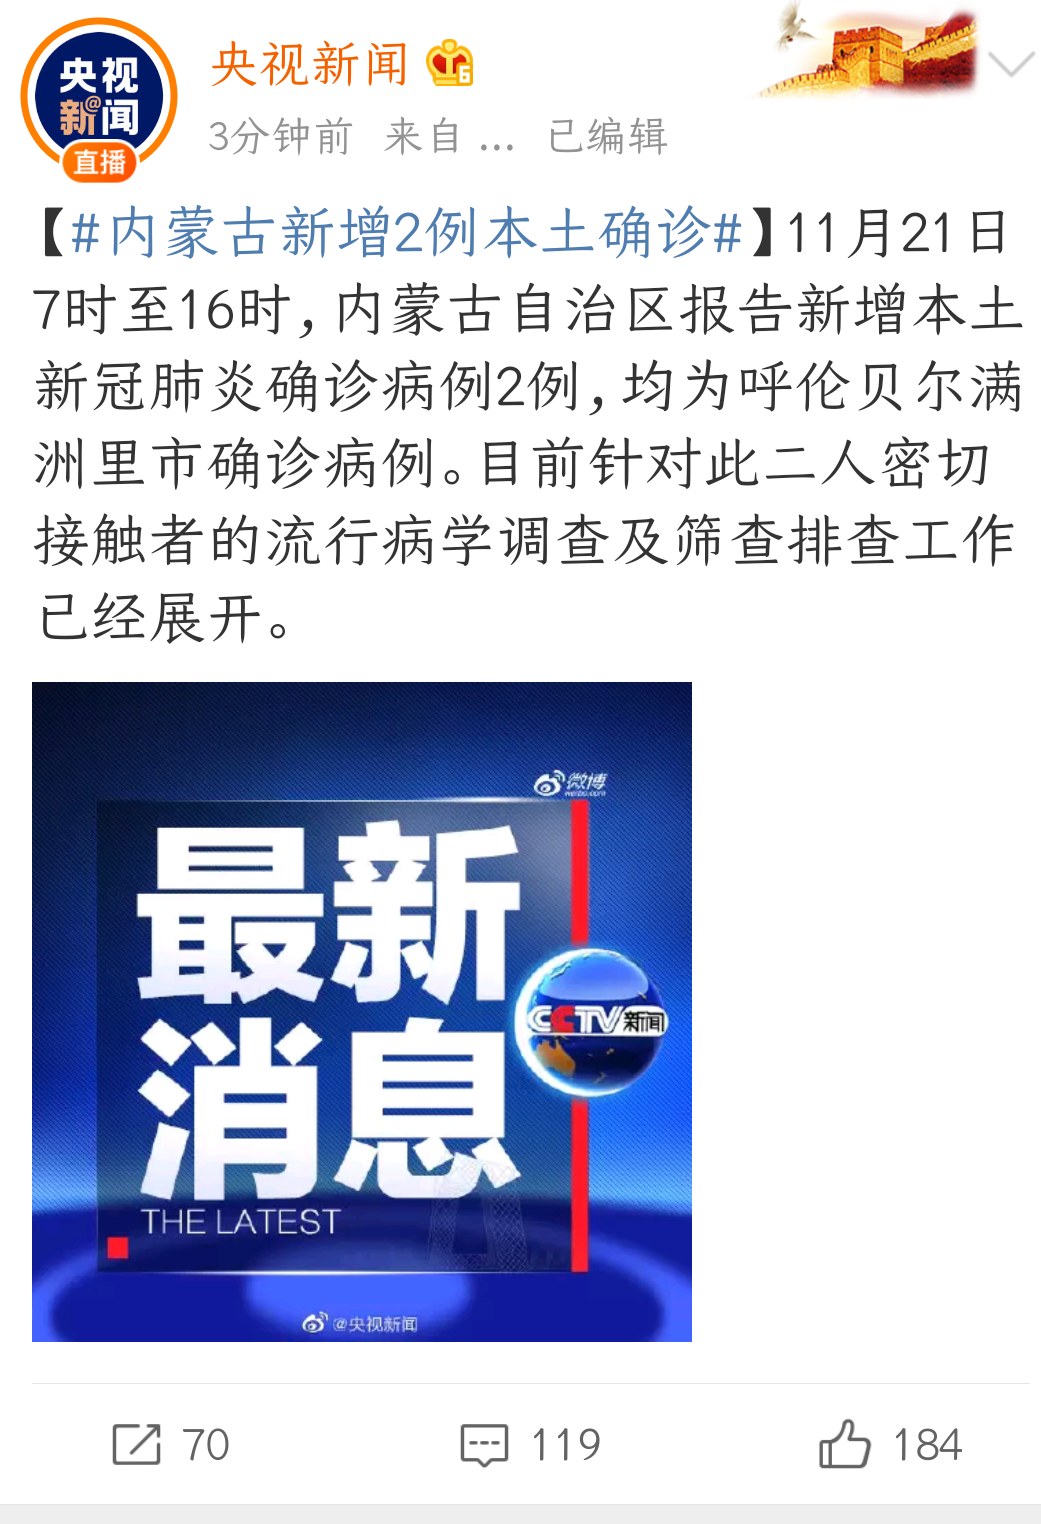 央视
新@闻
直播
央视新闻 6
3分钟前 来自 ... 已编辑
【#内蒙古新增2例本土确诊#】11月21日
7时至16时,内蒙古自治区报告新增本土
新冠肺炎确诊病例2例,均为呼伦贝尔满
洲里市确诊病例。目前针对此二人密切
接触者的流行病学调查及筛查排查工作
已经展开。
微博
weibo.com
最新
消息
CCTV新闻
THE LATEST
@央视新闻
70 119 184